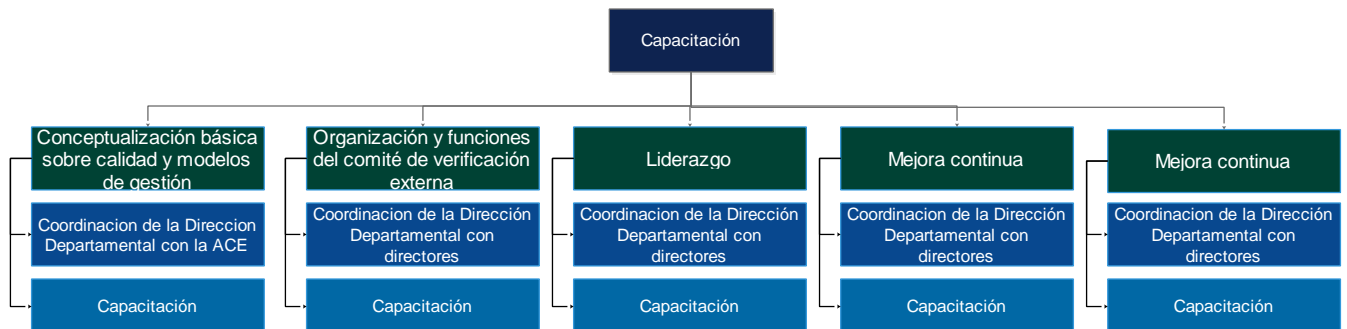 Capacitación
Conceptualización básica
sobre calidad y modelos
de gestión
Organización y funciones
del comité de verificación
externa
Liderazgo
Mejora continua
Mejora continua
Coordinacion de la Direccion
Departamental con la ACE
Coordinacion de la Dirección
Departamental con
directores
Coordinacion de la Dirección
Departamental con
directores
Coordinacion de la Dirección
Departamental con
directores
Coordinacion de la Dirección
Departamental con
directores
Capacitación
Capacitación
Capacitación
Capacitación
Capacitación